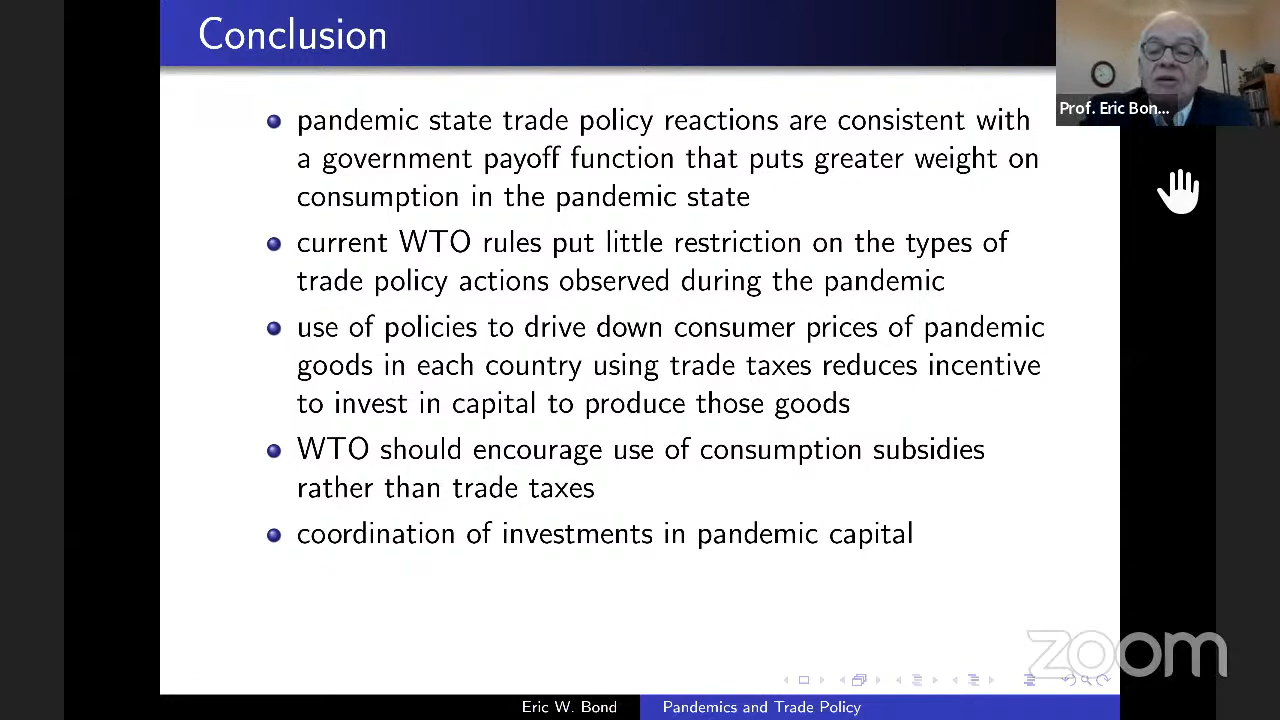 Conclusion
Prof. Eric Bon...
pandemic state trade policy reactions are consistent with
a government payoff function that puts greater weight on
consumption in the pandemic state
current WTO rules put little restriction on the types of
trade policy actions observed during the pandemic
use of policies to drive down consumer prices of pandemic
goods in each country using trade taxes reduces incentive
to invest in capital to produce those goods
WTO should encourage use of consumption subsidies
rather than trade taxes
coordination of investments in pandemic capital
zoom
Eric W. Bond
Pandemics and Trade Policy